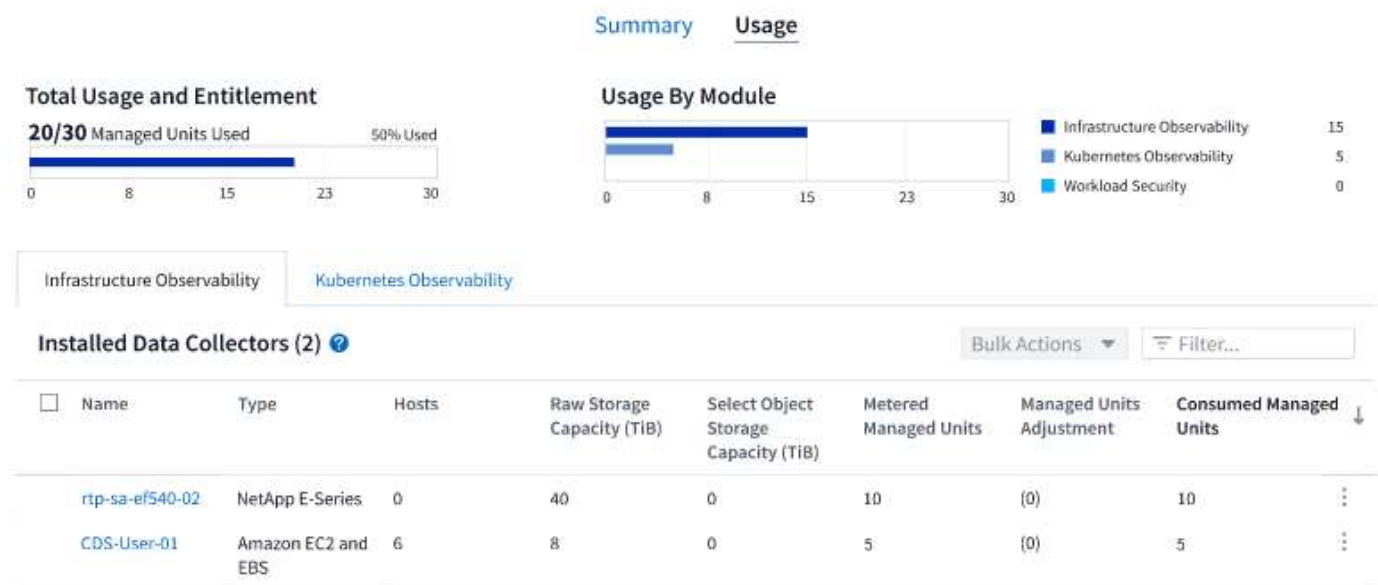 Summary Usage
Total Usage and Entitlement
20/30 Managed Units Used 50% Used
0 8 15 23 30
Usage By Module
0 8 15 23 30
Infrastructure Observability 15
Kubernetes Observability 5
Workload Security 0
Infrastructure Observability Kubernetes Observability
Installed Data Collectors (2) ? Bulk Actions Filter...
Name Type Hosts Raw Storage Select Object Metered Managed Units Consumed Managed
Capacity (TiB) Storage Managed Units Adjustment Units
Capacity (TiB)
rtp-sa-ef540-02 NetApp E-Series 0 40 0 10 (0) 10
CDS-User-01 Amazon EC2 and 6 8 0 5 (0) 5
EBS